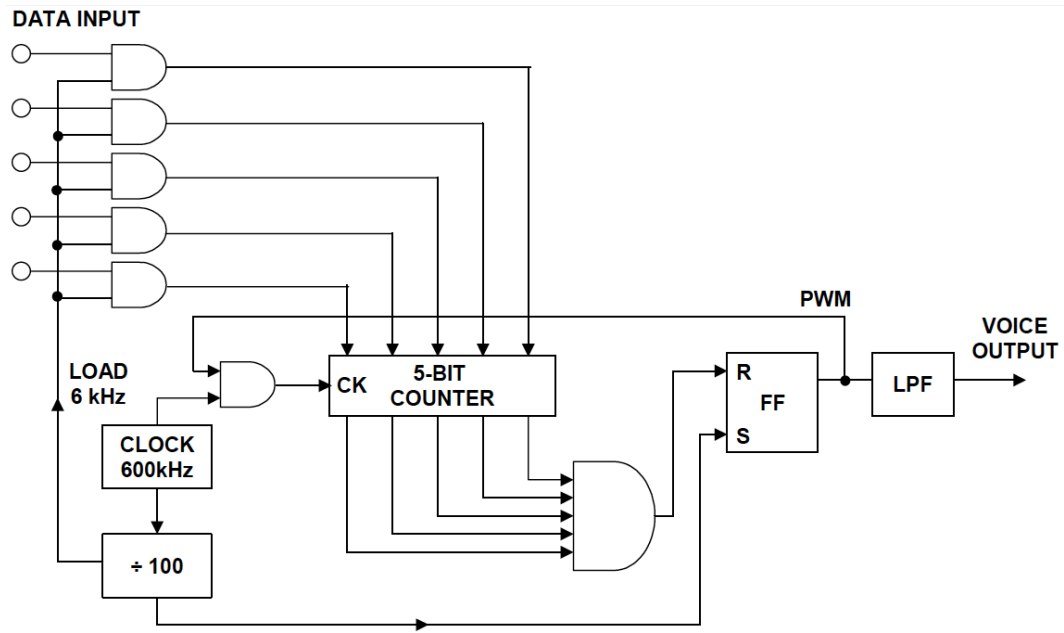 DATA INPUT
PWM
VOICE
OUTPUT
LOAD
6 kHz
CK
5-BIT
COUNTER
R
FF
S
LPF
CLOCK
600kHz
÷ 100